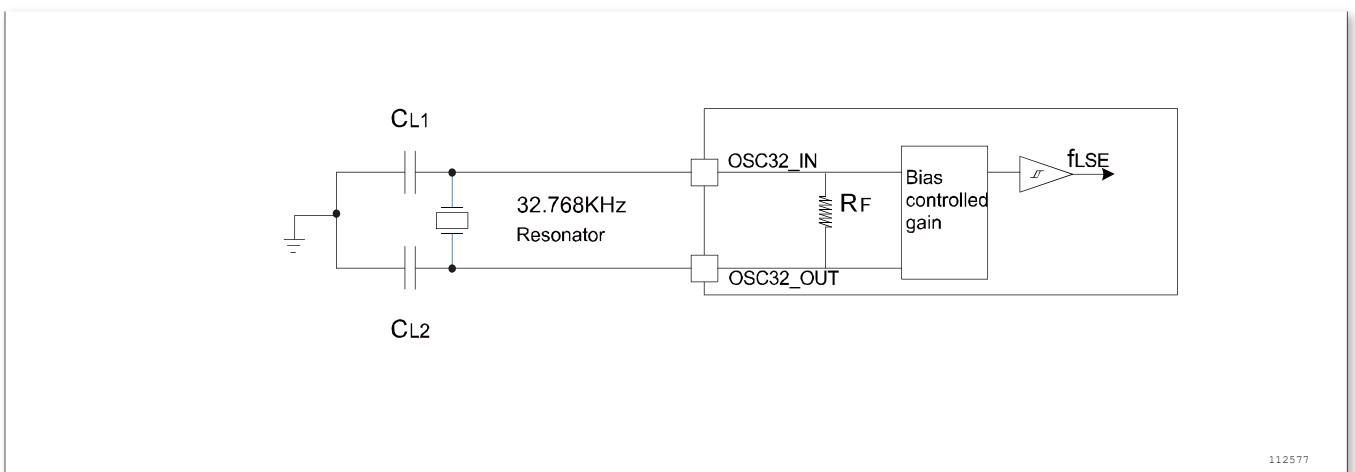 CL1
OSC32_IN
fLSE
Bias
controlled
gain
32.768KHz
Resonator
RF
OSC32_OUT
CL2
112577